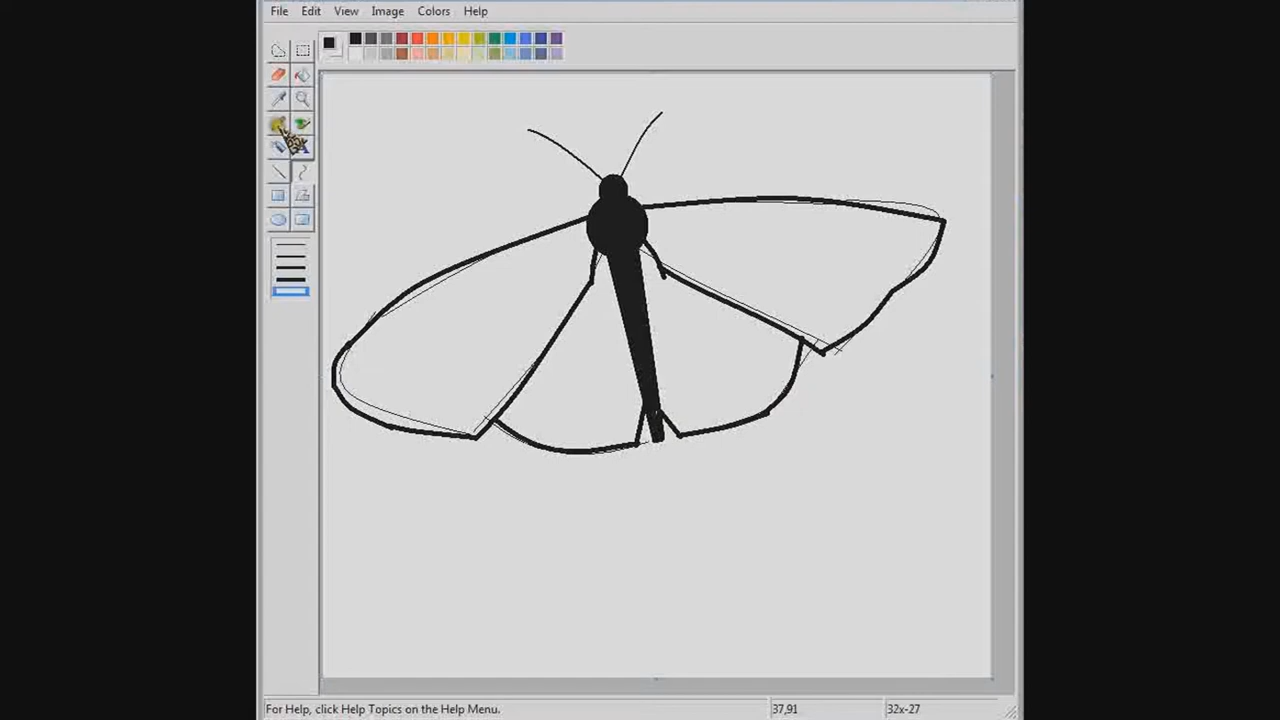 File Edit View Image Colors Help
A
For Help, click Help Topics on the Help Menu.
37,91
32x-27